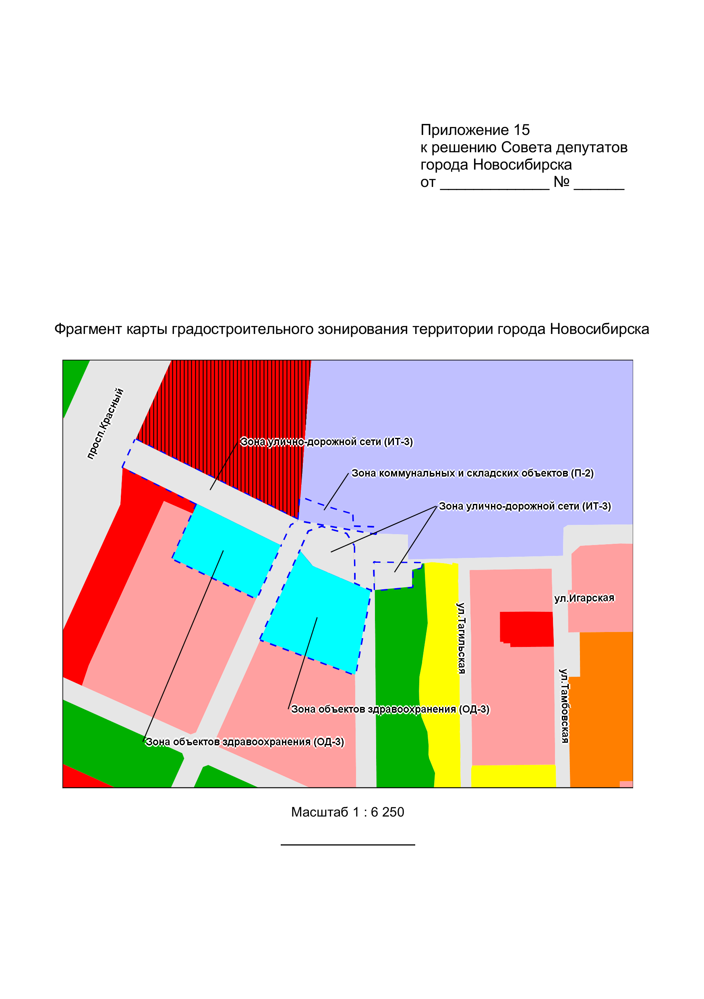 Приложение 15
к решению Совета депутатов
города Новосибирска
от _____________ № ______
Фрагмент карты градостроительного зонирования территории города Новосибирска
просп.Красный
Зона улично-дорожной сети (ИТ-3)
Зона коммунальных и складских объектов (П-2)
Зона улично-дорожной сети (ИТ-3)
ул.Игарская
ул.Тагильская
ул.Тамбовская
Зона объектов здравоохранения (ОД-3)
Зона объектов здравоохранения (ОД-3)
Масштаб 1 : 6 250